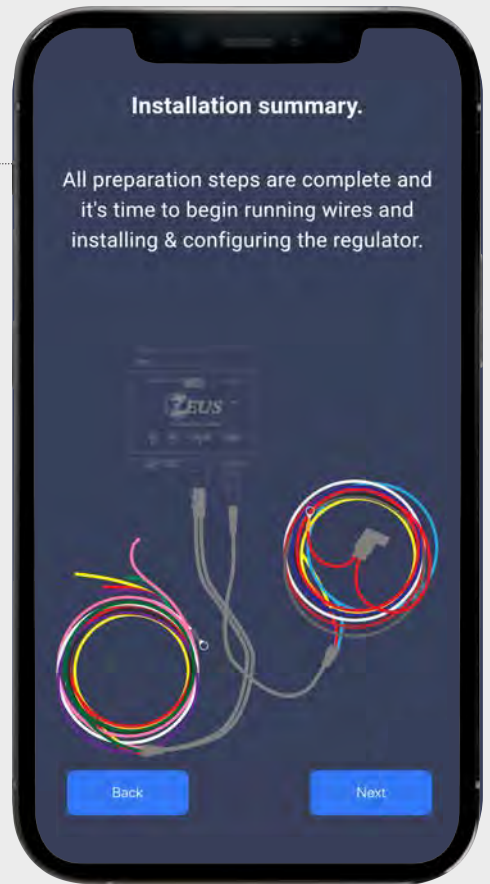 Installation summary.
All preparation steps are complete and
it's time to begin running wires and
installing & configuring the regulator.
ZEUS
Back
Next